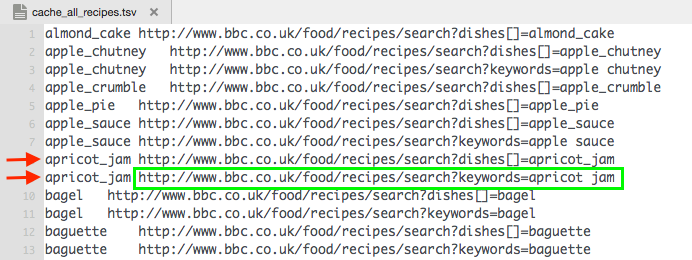 cache_all_recipes.tsv ×
1 almond_cake http://www.bbc.co.uk/food/recipes/search?dishes[]=almond_cake
2 apple_chutney http://www.bbc.co.uk/food/recipes/search?dishes[]=apple_chutney
3 apple_chutney http://www.bbc.co.uk/food/recipes/search?keywords=apple chutney
4 apple_crumble http://www.bbc.co.uk/food/recipes/search?dishes[]=apple_crumble
5 apple_pie http://www.bbc.co.uk/food/recipes/search?dishes[]=apple_pie
6 apple_sauce http://www.bbc.co.uk/food/recipes/search?dishes[]=apple_sauce
7 apple_sauce http://www.bbc.co.uk/food/recipes/search?keywords=apple sauce
8 apricot_jam http://www.bbc.co.uk/food/recipes/search?dishes[]=apricot_jam
9 apricot_jam http://www.bbc.co.uk/food/recipes/search?keywords=apricot jam
10 bagel http://www.bbc.co.uk/food/recipes/search?dishes[]=bagel
11 bagel http://www.bbc.co.uk/food/recipes/search?keywords=bagel
12 baguette http://www.bbc.co.uk/food/recipes/search?dishes[]=baguette
13 baguette http://www.bbc.co.uk/food/recipes/search?keywords=baguette